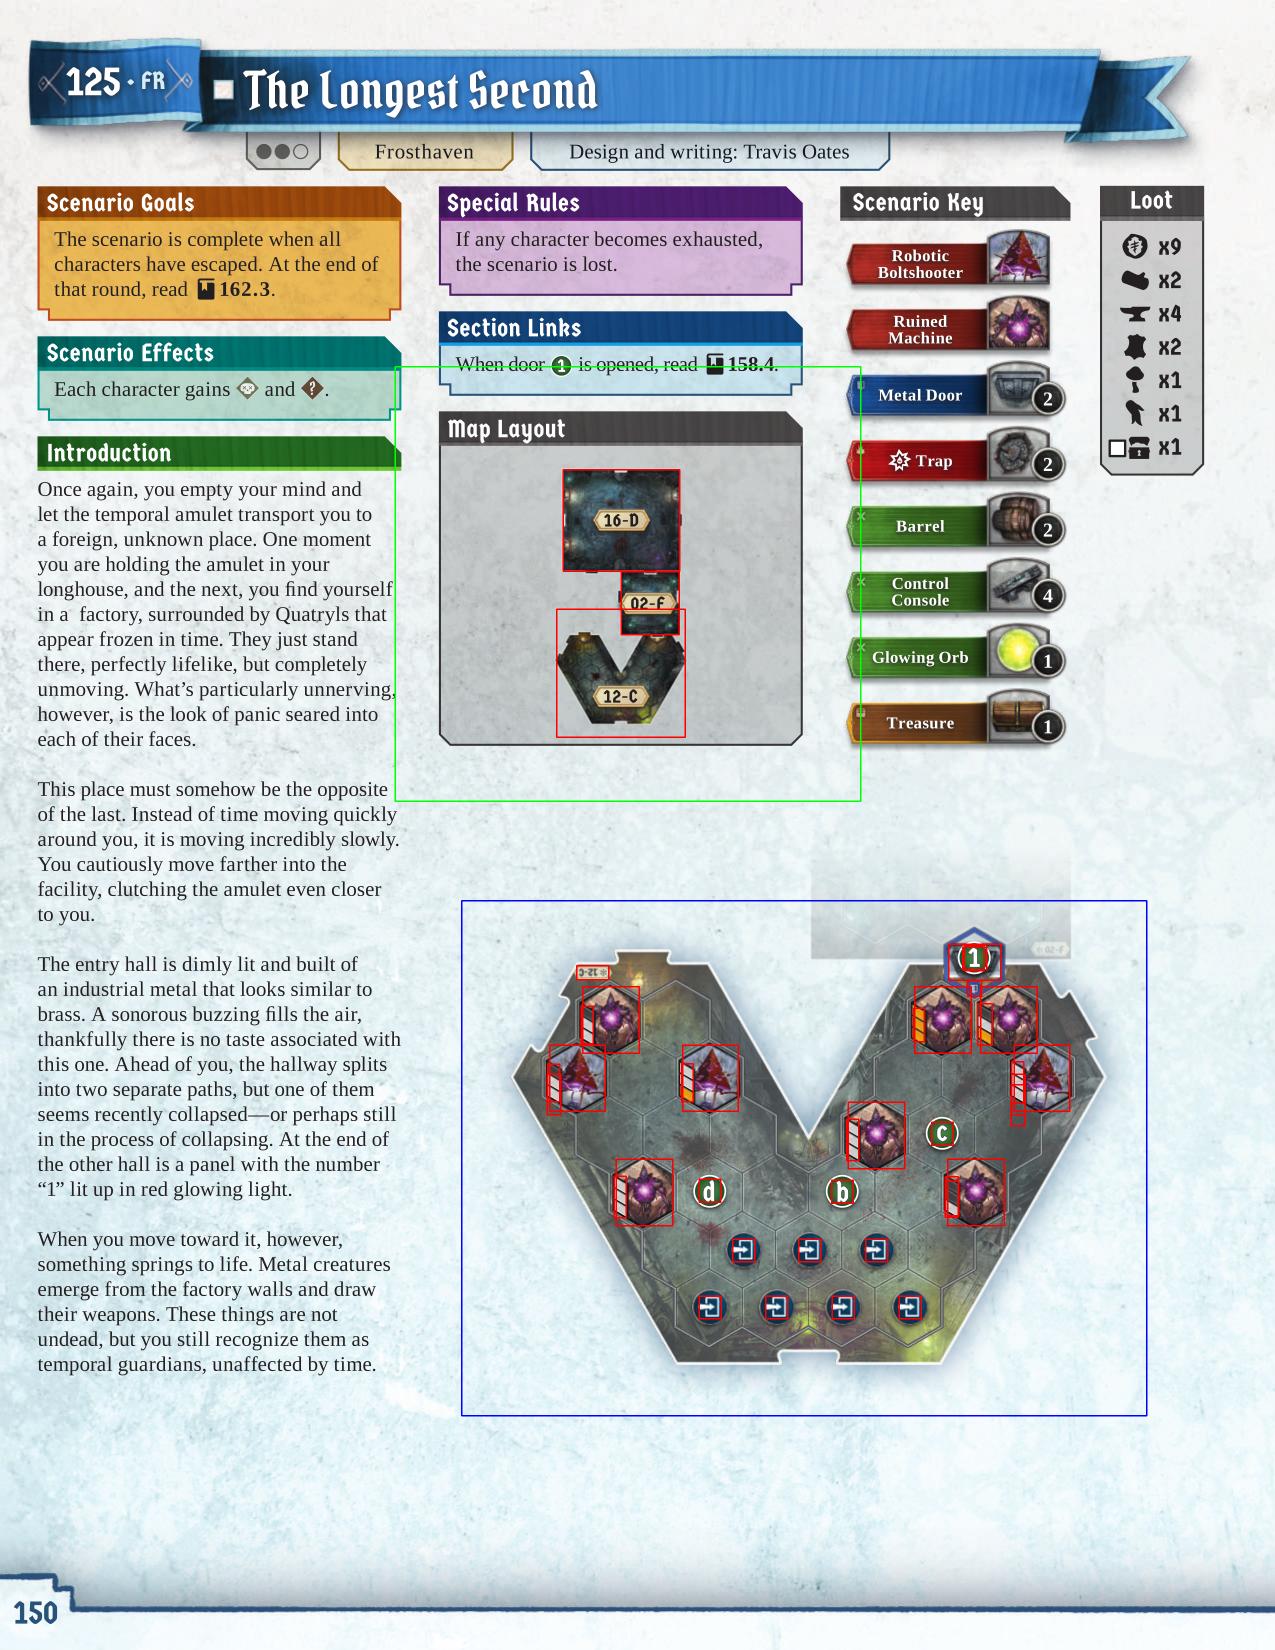 125 · FR
The Longest Second
Frosthaven
Design and writing: Travis Oates
Scenario Goals
The scenario is complete when all
characters have escaped. At the end of
that round, read 162.3.
Scenario Effects
Each character gains and ?.
Introduction
Once again, you empty your mind and
let the temporal amulet transport you to
a foreign, unknown place. One moment
you are holding the amulet in your
longhouse, and the next, you find yourself
in a factory, surrounded by Quatryls that
appear frozen in time. They just stand
there, perfectly lifelike, but completely
unmoving. What's particularly unnerving,
however, is the look of panic seared into
each of their faces.
This place must somehow be the opposite
of the last. Instead of time moving quickly
around you, it is moving incredibly slowly.
You cautiously move farther into the
facility, clutching the amulet even closer
to you.
The entry hall is dimly lit and built of
an industrial metal that looks similar to
brass. A sonorous buzzing fills the air,
thankfully there is no taste associated with
this one. Ahead of you, the hallway splits
into two separate paths, but one of them
seems recently collapsed—or perhaps still
in the process of collapsing. At the end of
the other hall is a panel with the number
“1” lit up in red glowing light.
When you move toward it, however,
something springs to life. Metal creatures
emerge from the factory walls and draw
their weapons. These things are not
undead, but you still recognize them as
temporal guardians, unaffected by time.
Special Rules
If any character becomes exhausted,
the scenario is lost.
Section Links
When door 1 is opened, read 158.4.
Map Layout
16-D
02-F
12-C
Scenario Key
Robotic
Boltshooter
Ruined
Machine
Metal Door 2
Trap 2
Barrel 2
Control
Console 4
Glowing Orb 1
Treasure 1
Loot
x9
x2
x4
x2
x1
x1
x1
02-F
12-C
1
c
d
b
150